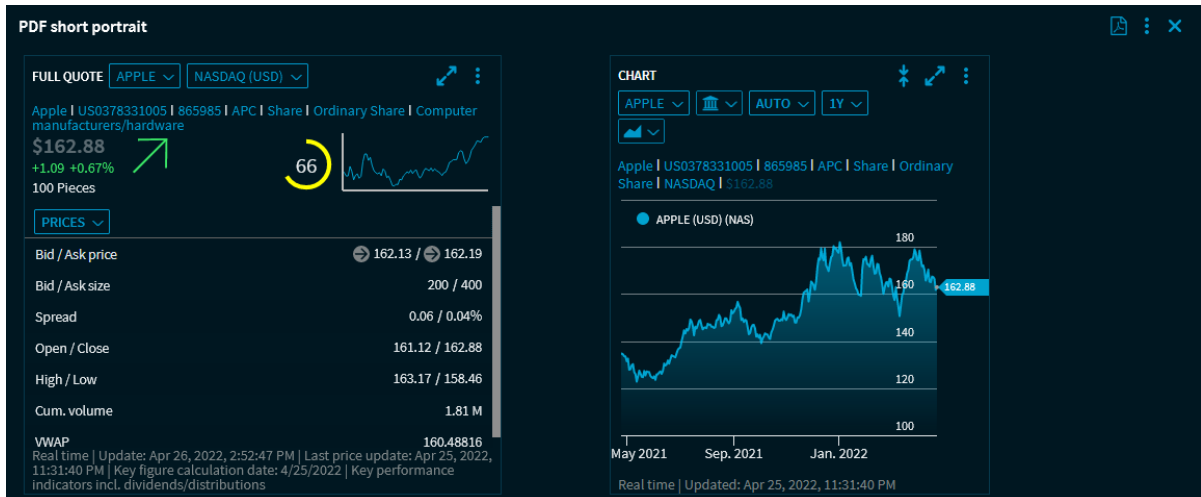 PDF short portrait
FULL QUOTE APPLE NASDAQ (USD)
Apple | US0378331005 | 865985 | APC | Share | Ordinary Share | Computer
manufacturers/hardware
$162.88
+1.09 +0.67%
100 Pieces
66
PRICES
Bid / Ask price 162.13 / 162.19
Bid / Ask size 200 / 400
Spread 0.06 / 0.04%
Open / Close 161.12 / 162.88
High / Low 163.17 / 158.46
Cum. volume 1.81 M
VWAP 160.48816
Real time | Update: Apr 26, 2022, 2:52:47 PM | Last price update: Apr 25, 2022,
11:31:40 PM | Key figure calculation date: 4/25/2022 | Key performance
indicators incl. dividends/distributions
CHART
APPLE AUTO 1Y
Apple | US0378331005 | 865985 | APC | Share | Ordinary
Share | NASDAQ | $162.88
APPLE (USD) (NAS)
180
160 162.88
140
120
100
May 2021 Sep. 2021 Jan. 2022
Real time | Updated: Apr 25, 2022, 11:31:40 PM